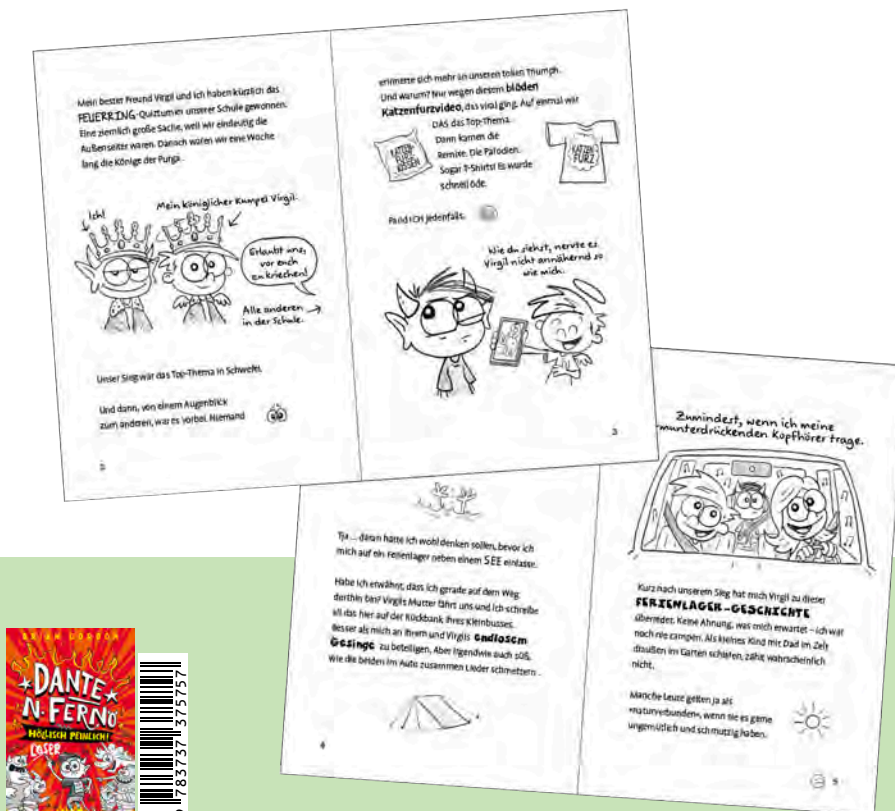 Mein bester Freund Virgil und ich haben kürzlich das
FEUERRING-Quizturnier unserer Schule gewonnen.
Eine ziemlich große Sache, weil wir eindeutig die
Außenseiter waren. Danach waren wir eine Woche
lang die Könige der Purga.
Ich!
Mein königlicher Kumpel Virgil.
Erlaubt uns,
vor euch
zu kriechen!
Alle anderen
in der Schule.
Unser Sieg war das Top-Thema in Schwefel.
Und dann, von einem Augenblick
zum anderen, war es vorbei. Niemand
2
erinnerte sich mehr an unseren tollen Triumph.
Und warum? Nur wegen diesem blöden
Katzenfurzvideo, das viral ging. Auf einmal war
DAS das Top-Thema.
Dann kamen die
Remixe. Die Parodien.
Sogar T-Shirts! Es wurde
schnell öde.
KATZEN-
FURZ-
KISSEN
KATZEN-
FURZ
Fand ICH jedenfalls.
Wie du siehst, nervte es
Virgil nicht annähernd so
wie mich.
3
Tja ... daran hätte ich wohl denken sollen, bevor ich
mich auf ein Ferienlager neben einem SEE einlasse.
Habe ich erwähnt, dass ich gerade auf dem Weg
dorthin bin? Virgils Mutter fährt uns und ich schreibe
all das hier auf der Rückbank ihres Kleinbusses.
Besser als mich an ihrem und Virgils endlosem
Gesinge zu beteiligen. Aber irgendwie auch süß,
wie die beiden im Auto zusammen Lieder schmettern.
4
Zumindest, wenn ich meine
munterdrückenden Kopfhörer trage.
Kurz nach unserem Sieg hat mich Virgil zu dieser
FERIENLAGER-GESCHICHTE
überredet. Keine Ahnung, was mich erwartet – ich war
noch nie campen. Als kleines Kind mit Dad im Zelt
draußen im Garten schlafen, zählt wahrscheinlich
nicht.
Manche Leute gelten ja als
»naturverbunden«, wenn sie es gerne
ungemütlich und schmutzig haben.
5
BRIAN GORDON
DANTE
N. FERNO
HÖLLISCH PEINLICH!
LOSER
783737 375757